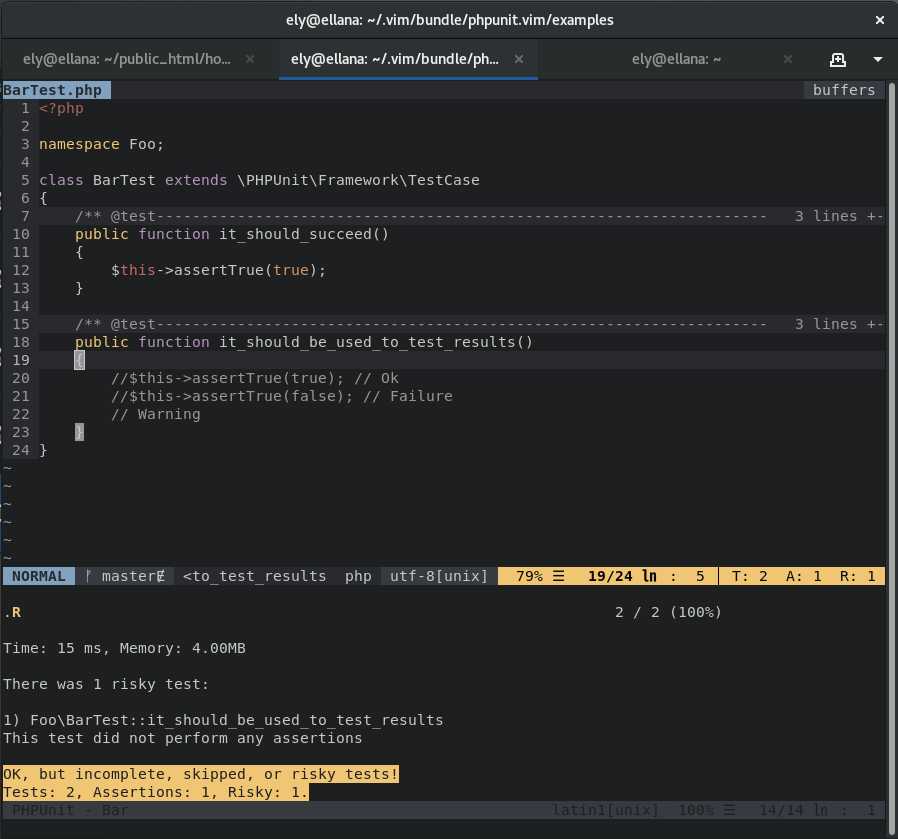 ely@ellana: ~/.vim/bundle/phpunit.vim/examples ×
ely@ellana: ~/public_html/ho... × ely@ellana: ~/.vim/bundle/ph... × ely@ellana: ~ ×
BarTest.php buffers
1 <?php
2
3 namespace Foo;
4
5 class BarTest extends \PHPUnit\Framework\TestCase
6 {
7     /** @test--------------------------------------------------------------------   3 lines +-
10     public function it_should_succeed()
11     {
12         $this->assertTrue(true);
13     }
14
15     /** @test--------------------------------------------------------------------   3 lines +-
18     public function it_should_be_used_to_test_results()
19     {
20         //$this->assertTrue(true); // Ok
21         //$this->assertTrue(false); // Failure
22         // Warning
23     }
24 }
~
~
~
~
~
~
NORMAL ᚠ masterɆ <to_test_results php utf-8[unix] 79% ☰ 19/24 ㏑ : 5 T: 2 A: 1 R: 1
.R 2 / 2 (100%)
Time: 15 ms, Memory: 4.00MB
There was 1 risky test:
1) Foo\BarTest::it_should_be_used_to_test_results
This test did not perform any assertions
OK, but incomplete, skipped, or risky tests!
Tests: 2, Assertions: 1, Risky: 1.
PHPUnit - Bar latin1[unix] 100% ☰ 14/14 ㏑ : 1